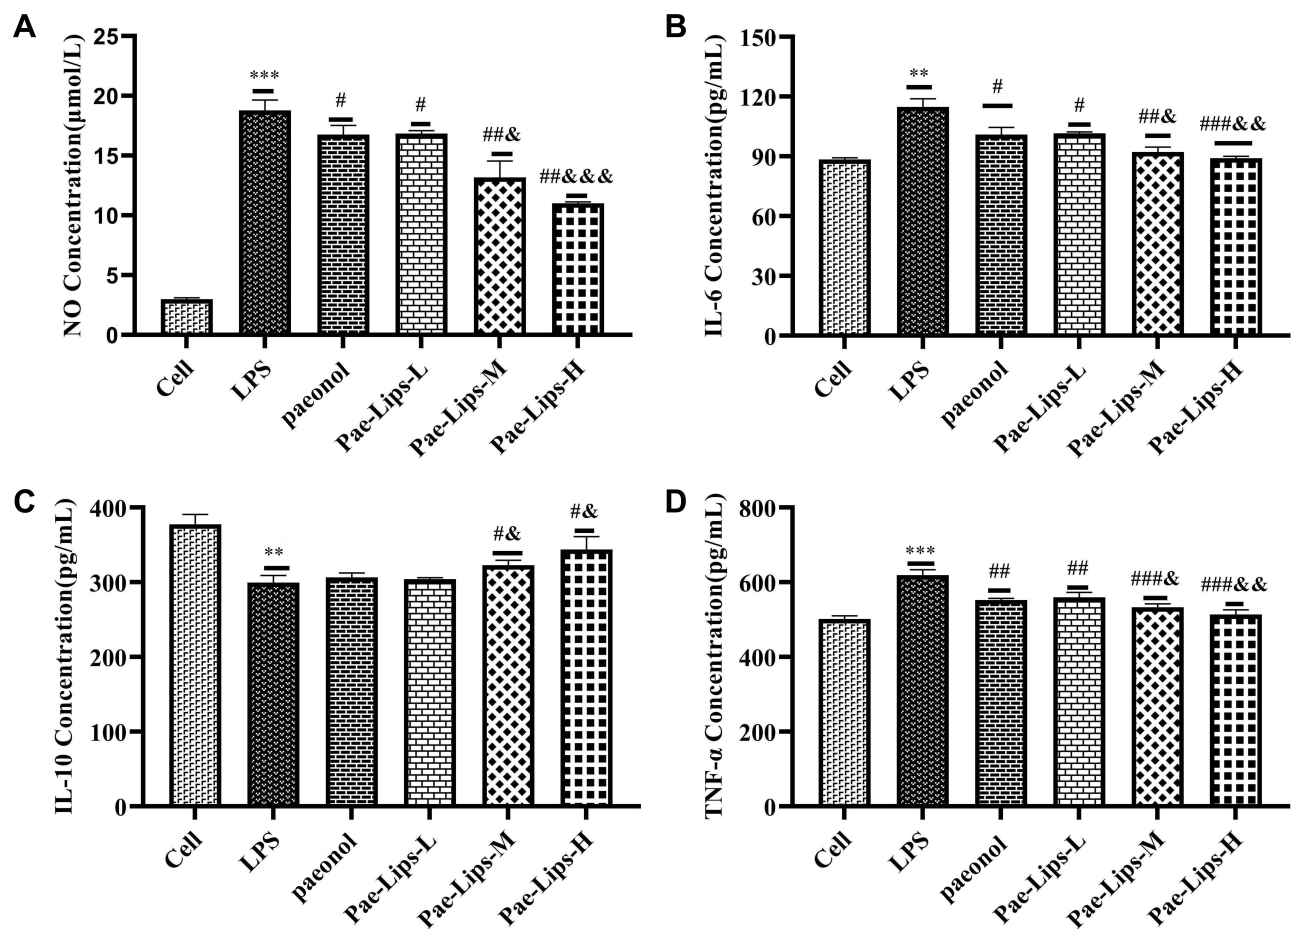 A
NO Concentration(μmol/L)
25
20
15
10
5
0
***
#
#
##&
##&&&
Cell
LPS
paeonol
Pae-Lips-L
Pae-Lips-M
Pae-Lips-H
B
IL-6 Concentration(pg/mL)
150
120
90
60
30
0
**
#
#
##&
###&&
Cell
LPS
paeonol
Pae-Lips-L
Pae-Lips-M
Pae-Lips-H
C
IL-10 Concentration(pg/mL)
400
300
200
100
0
**
#&
#&
Cell
LPS
paeonol
Pae-Lips-L
Pae-Lips-M
Pae-Lips-H
D
TNF-α Concentration(pg/mL)
800
600
400
200
0
***
##
##
###&
###&&
Cell
LPS
paeonol
Pae-Lips-L
Pae-Lips-M
Pae-Lips-H